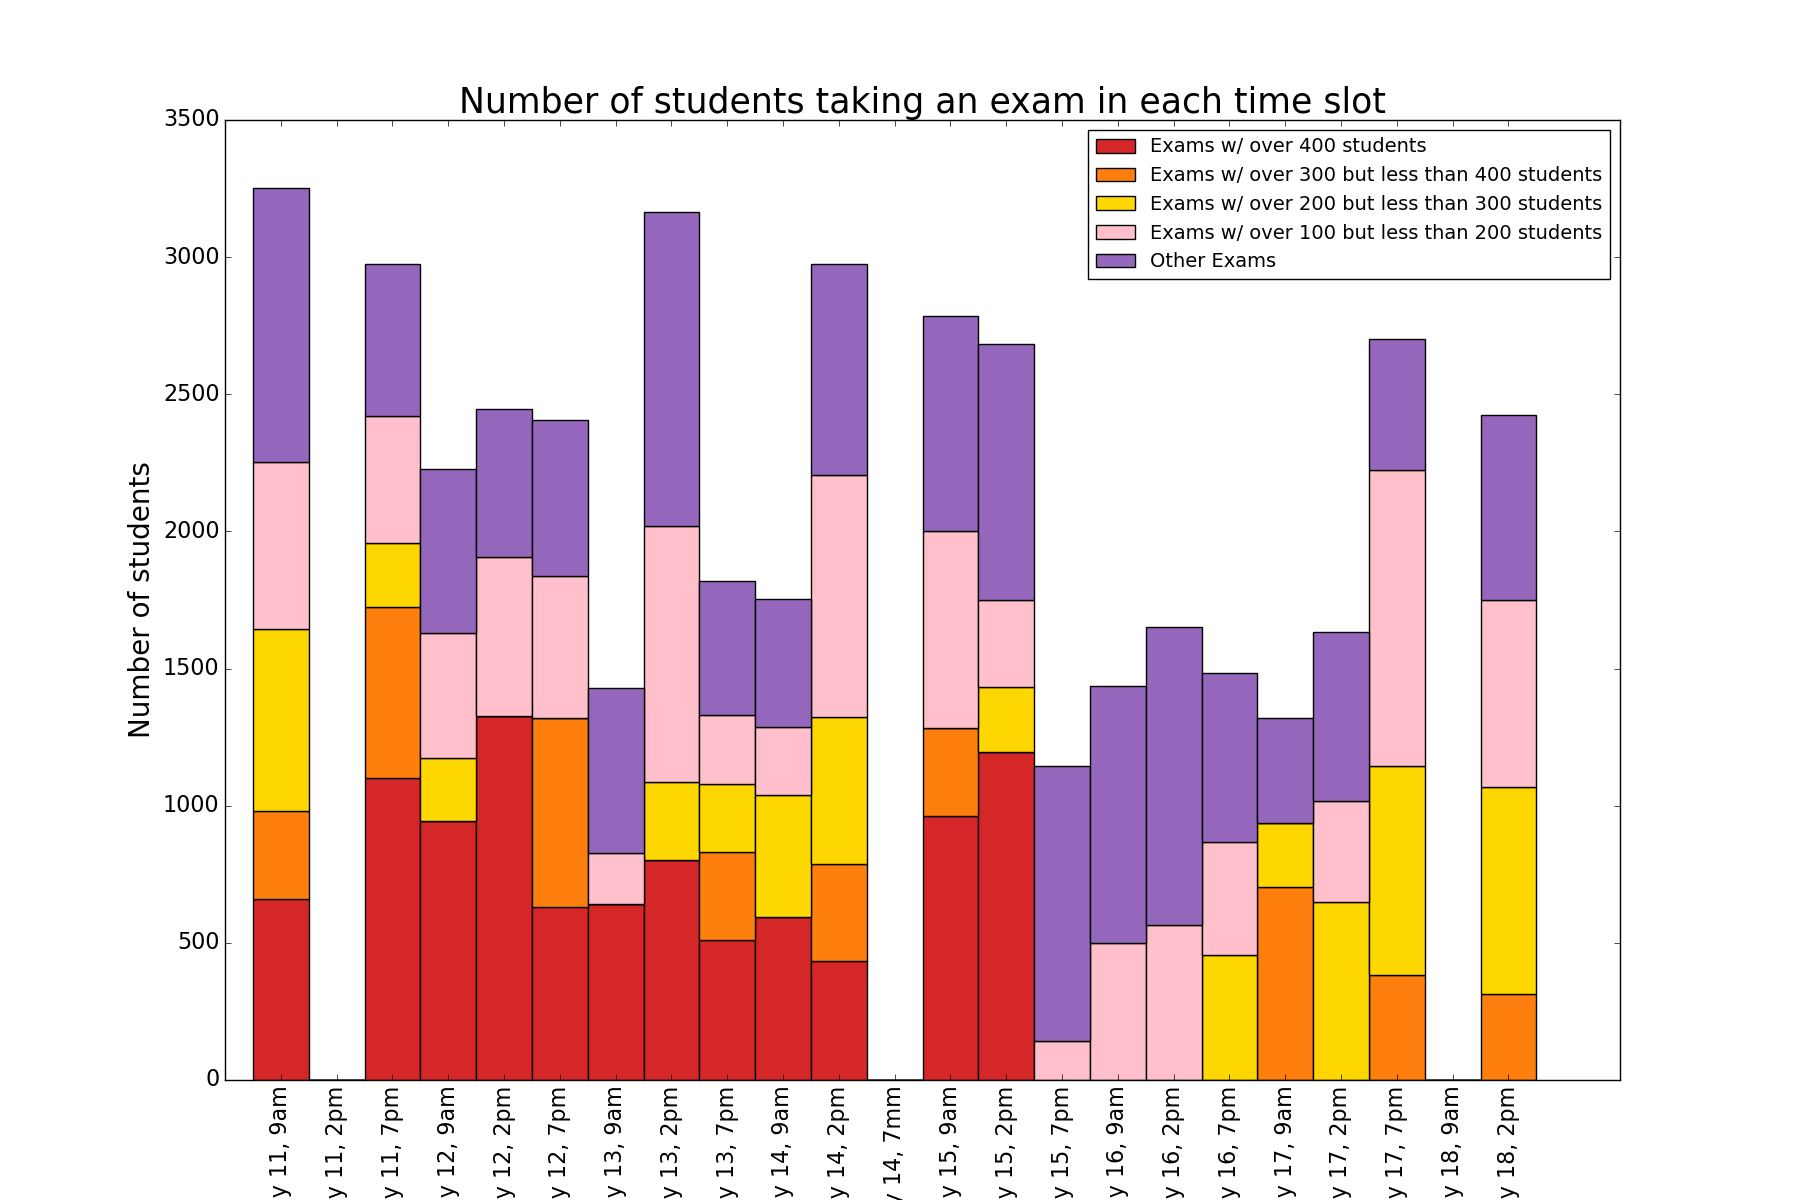 Number of students taking an exam in each time slot
Exams w/ over 400 students
Exams w/ over 300 but less than 400 students
Exams w/ over 200 but less than 300 students
Exams w/ over 100 but less than 200 students
Other Exams
3500
3000
2500
2000
1500
1000
500
0
Number of students
y 11, 9am
y 11, 2pm
y 11, 7pm
y 12, 9am
y 12, 2pm
y 12, 7pm
y 13, 9am
y 13, 2pm
y 13, 7pm
y 14, 9am
y 14, 2pm
y 14, 7mm
y 15, 9am
y 15, 2pm
y 15, 7pm
y 16, 9am
y 16, 2pm
y 16, 7pm
y 17, 9am
y 17, 2pm
y 17, 7pm
y 18, 9am
y 18, 2pm